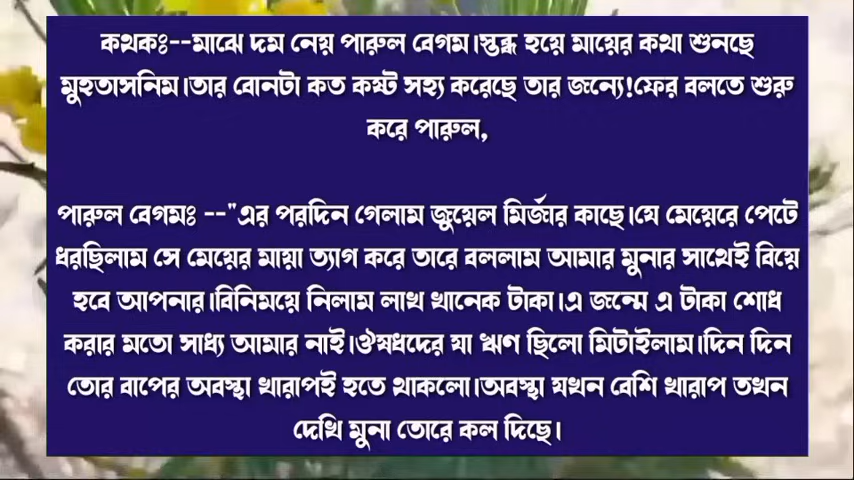 কথকঃ--মাঝে দম নেয় পারুল বেগম।স্তব্ধ হয়ে মায়ের কথা শুনছে
মুহতাসনিম।তার বোনটা কত কষ্ট সহ্য করেছে তার জন্যে!ফের বলতে শুরু
করে পারুল,
পারুল বেগমঃ --"এর পরদিন গেলাম জুয়েল মির্জার কাছে।যে মেয়েরে পেটে
ধরছিলাম সে মেয়ের মায়া ত্যাগ করে তারে বললাম আমার মুনার সাথেই বিয়ে
হবে আপনার।বিনিময়ে নিলাম লাখ খানেক টাকা।এ জন্মে এ টাকা শোধ
করার মতো সাধ্য আমার নাই।ঔষধদের যা ঋণ ছিলো মিটাইলাম।দিন দিন
তোর বাপের অবস্থা খারাপই হতে থাকলো।অবস্থা যখন বেশি খারাপ তখন
দেখি মুনা তোরে কল দিছে।